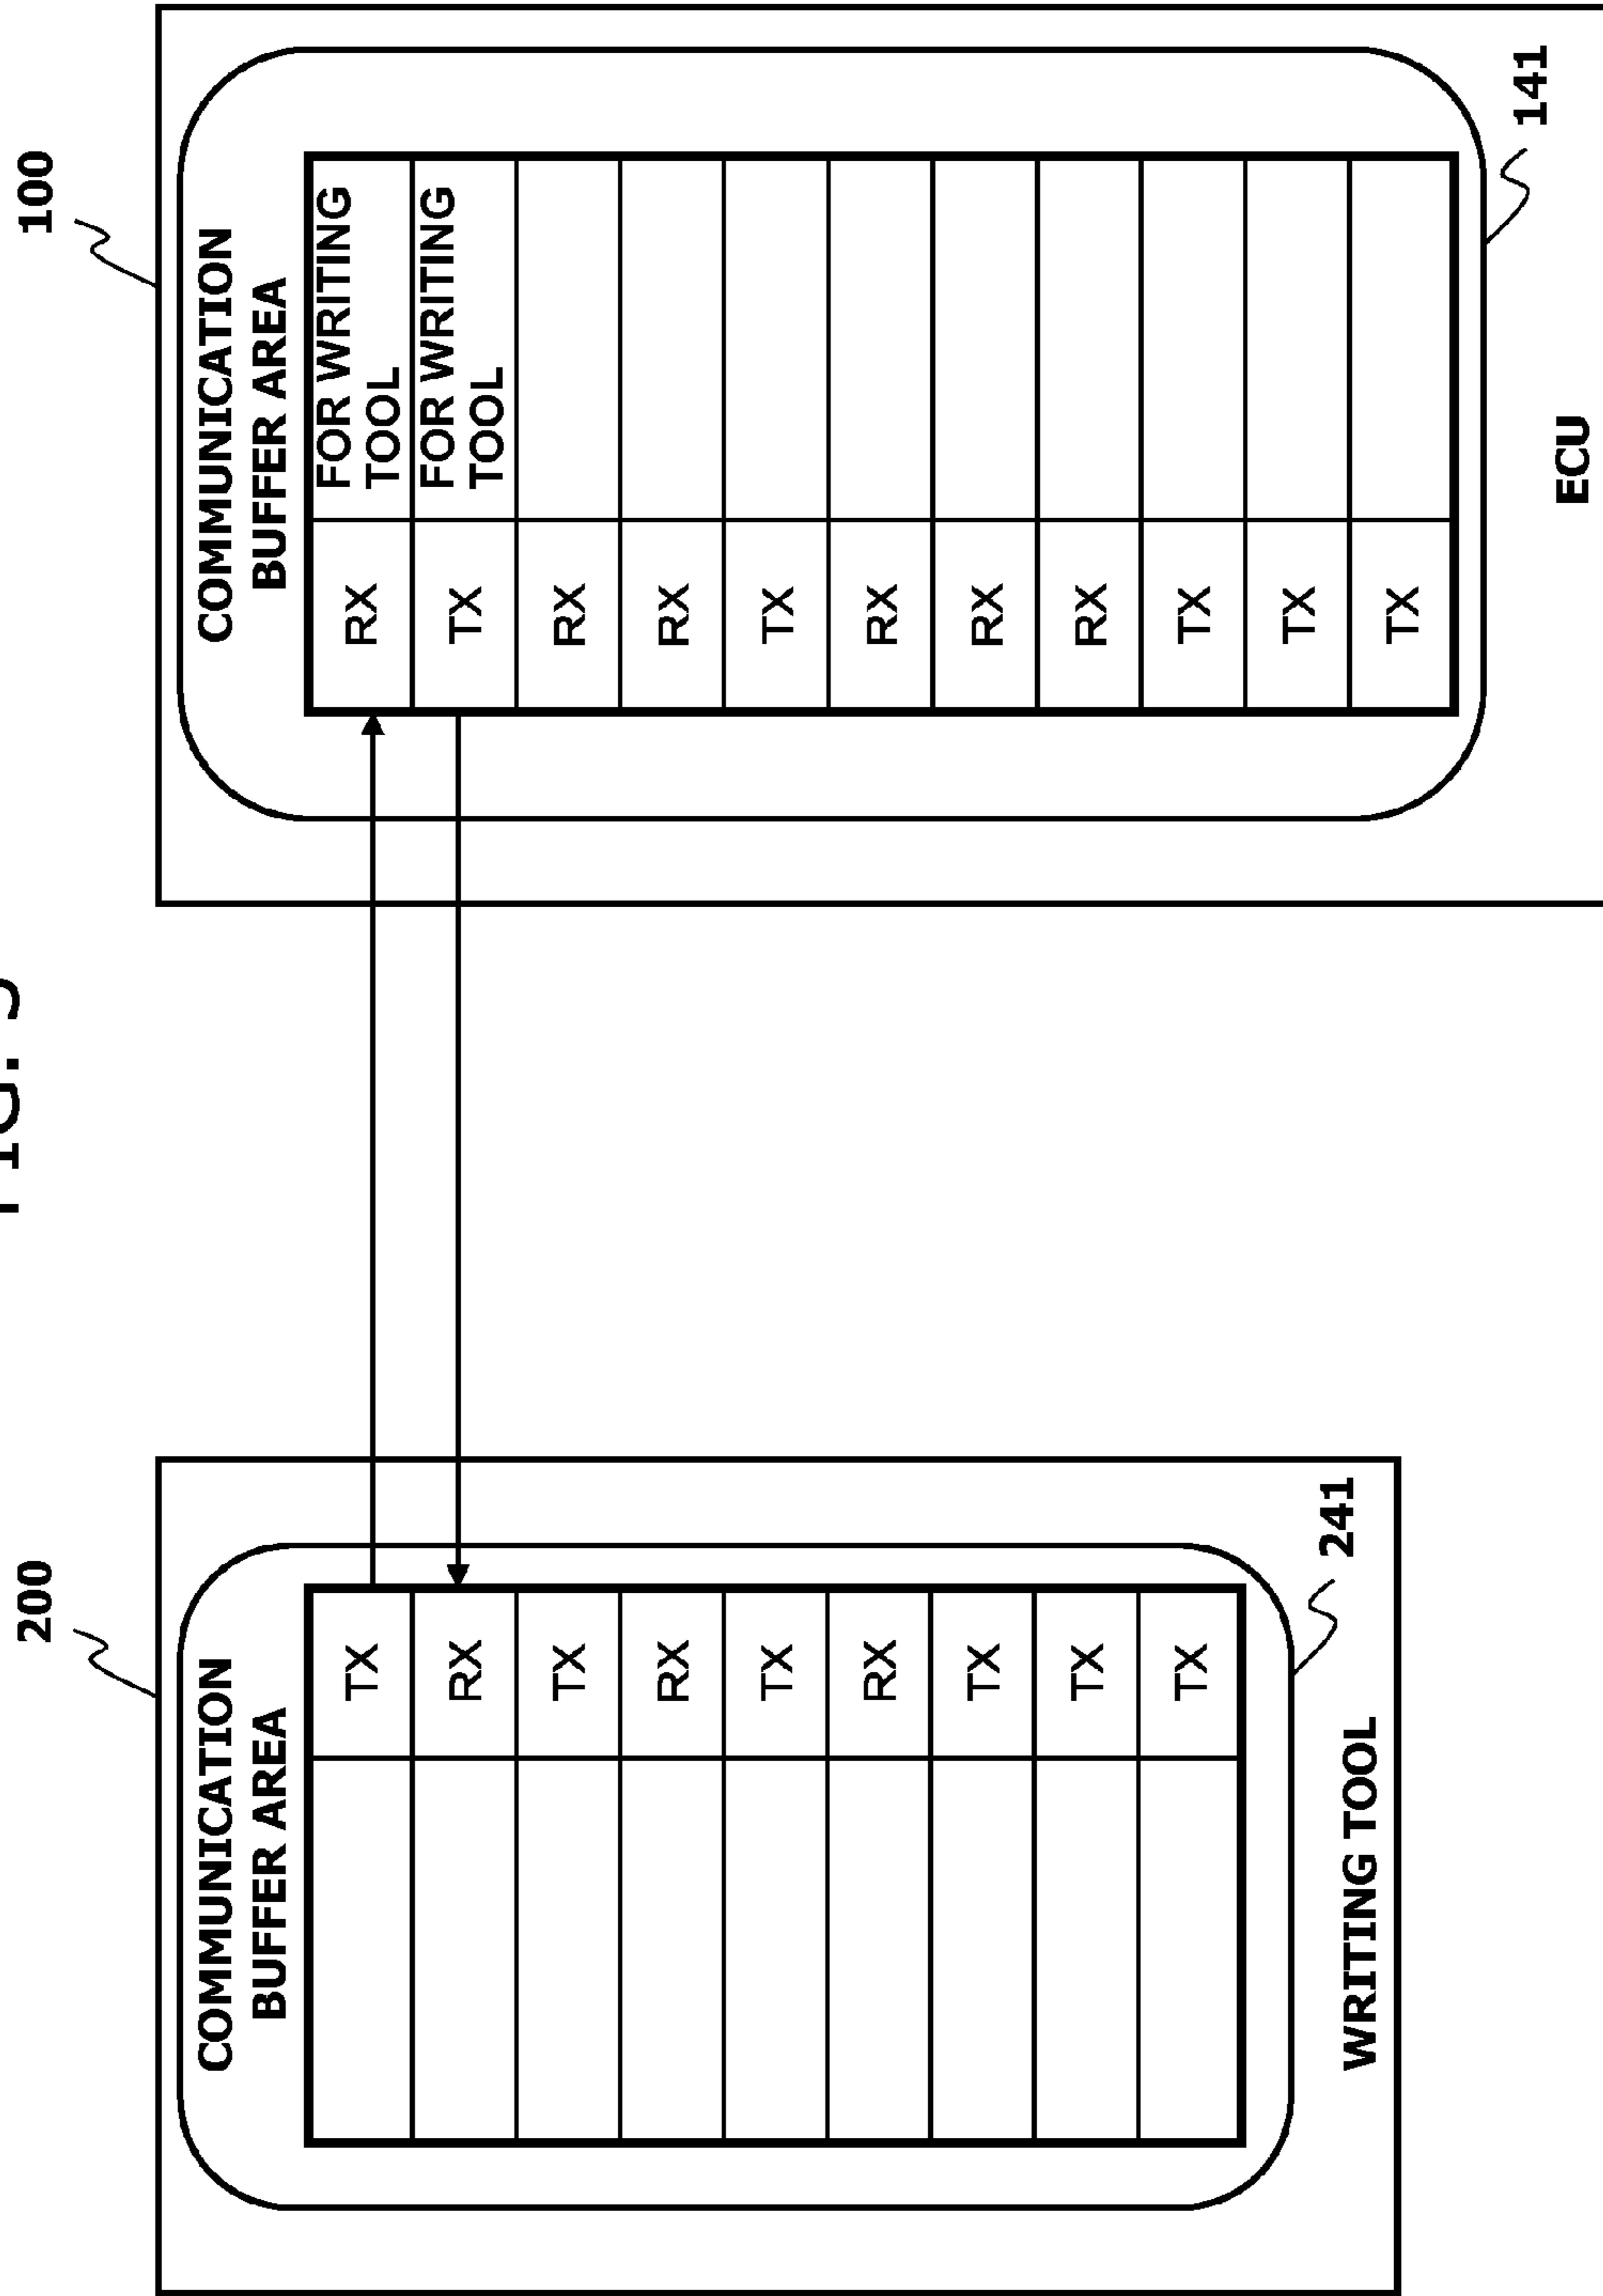 FIG.
200
COMMUNICATION
BUFFER AREA
TX
RX
TX
RX
TX
RX
TX
TX
TX
241
WRITING TOOL
100
COMMUNICATION
BUFFER AREA
RX
FOR WRITING
TOOL
TX
FOR WRITING
TOOL
RX
RX
TX
RX
RX
RX
TX
TX
TX
141
ECU